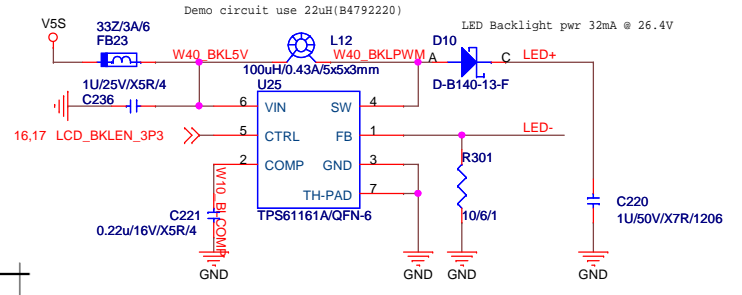 Demo circuit use 22uH(B4792220)
LED Backlight pwr 32mA @ 26.4V
V5S
33Z/3A/6
FB23
W40_BKL5V
L12
W40_BKLPWM
100uH/0.43A/5x5x3mm
D10
A
C
LED+
D-B140-13-F
1U/25V/X5R/4
C236
U25
6 VIN
SW 4
16,17 LCD_BKLEN_3P3
5 CTRL
FB 1
LED-
2 COMP
GND 3
TH-PAD 7
TPS61161A/QFN-6
R301
10/6/1
C221
0.22u/16V/X5R/4
C220
1U/50V/X7R/1206
GND
GND
GND
GND